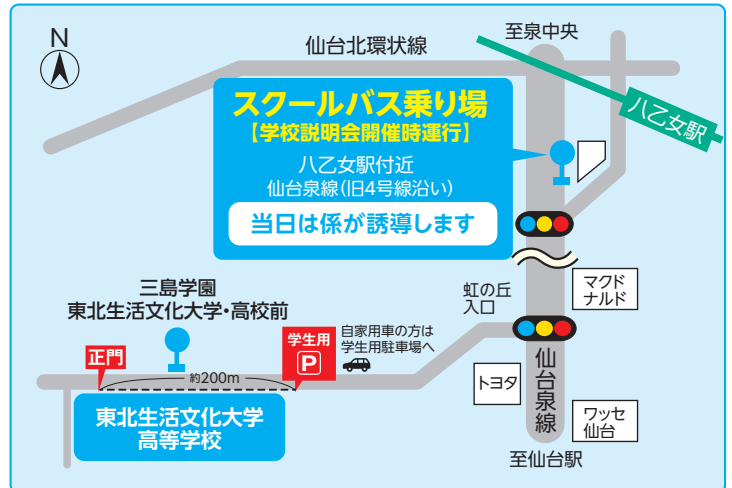 N
仙台北環状線
至泉中央
八乙女駅
スクールバス乗り場
【学校説明会開催時運行】
八乙女駅付近
仙台泉線(旧4号線沿い)
当日は係が誘導します
三島学園
東北生活文化大学・高校前
虹の丘
入口
マクド
ナルド
正門
学生用
P
自家用車の方は
学生用駐車場へ
約200m
トヨタ
仙台泉線
東北生活文化大学
高等学校
ワッセ
仙台
至仙台駅